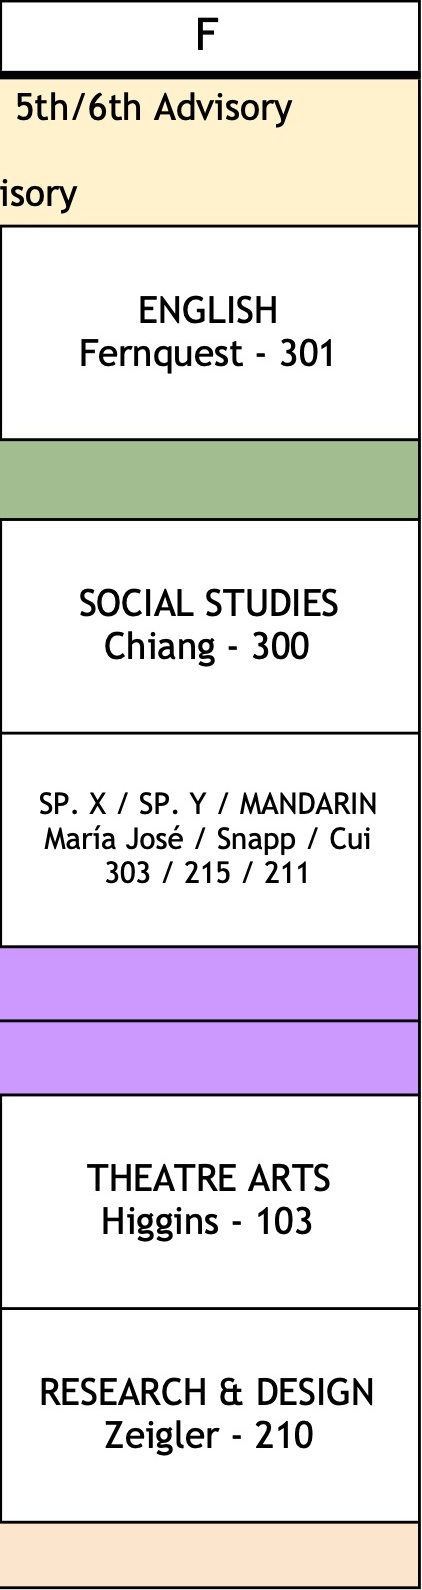 F
5th/6th Advisory
isory
ENGLISH
Fernquest - 301
SOCIAL STUDIES
Chiang - 300
SP. X / SP. Y / MANDARIN
María José / Snapp / Cui
303 / 215 / 211
THEATRE ARTS
Higgins - 103
RESEARCH & DESIGN
Zeigler - 210